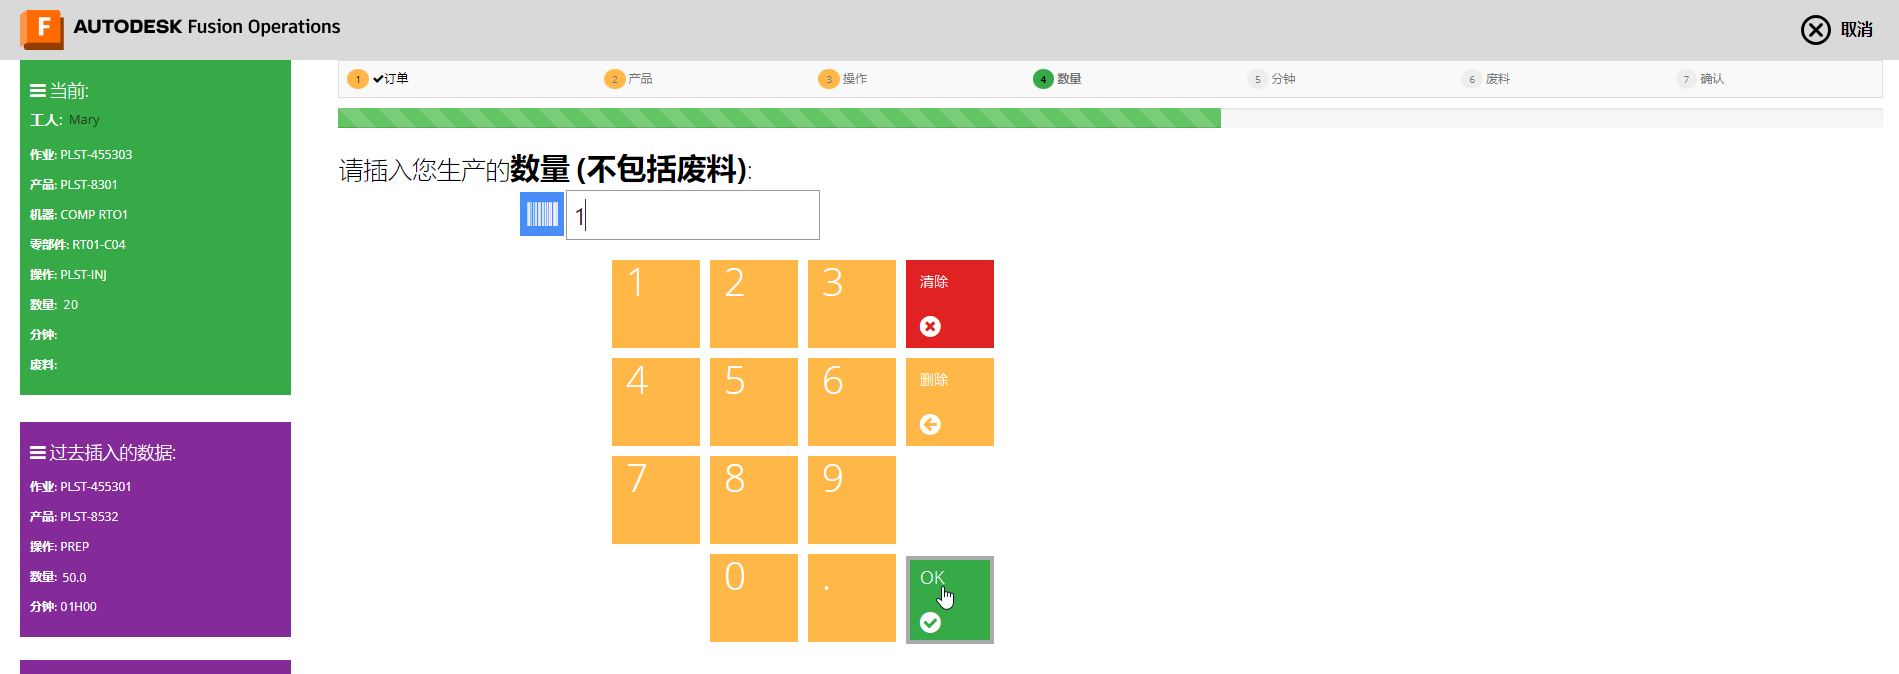 F AUTODESK Fusion Operations
取消
当前:
工人: Mary
作业: PLST-455303
产品: PLST-8301
机器: COMP RTO1
零部件: RT01-C04
操作: PLST-INJ
数量: 20
分钟:
废料:
过去插入的数据:
作业: PLST-455301
产品: PLST-8532
操作: PREP
数量: 50.0
分钟: 01H00
1 订单
2 产品
3 操作
4 数量
5 分钟
6 废料
7 确认
请插入您生产的数量 (不包括废料):
1
1 2 3 清除
4 5 6 删除
7 8 9
0 . OK